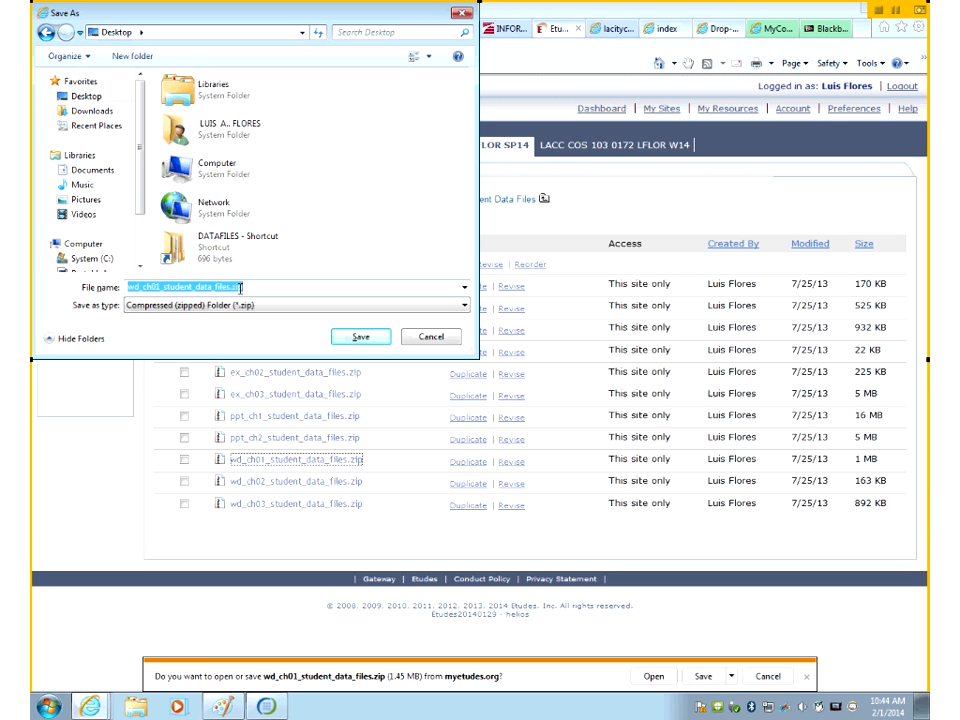 Save As
Desktop
Search Desktop
Organize
New folder
Favorites
Desktop
Downloads
Recent Places
Libraries
Documents
Music
Pictures
Videos
Computer
System (C:)
Libraries
System Folder
LUIS A.. FLORES
System Folder
Computer
System Folder
Network
System Folder
DATAFILES - Shortcut
Shortcut
696 bytes
File name: wd_ch01_student_data_files.zip
Save as type: Compressed (zipped) Folder (*.zip)
Hide Folders
Save
Cancel
INFOR...
Etu...
lacityc...
index
Drop-...
MyCo...
Blackb...
Page
Safety
Tools
Logged in as: Luis Flores | Logout
Dashboard | My Sites | My Resources | Account | Preferences | Help
LOR SP14
LACC COS 103 0172 LFLOR W14
nt Data Files
Access Created By Modified Size
Revise | Reorder
| Revise This site only Luis Flores 7/25/13 170 KB
| Revise This site only Luis Flores 7/25/13 525 KB
| Revise This site only Luis Flores 7/25/13 932 KB
| Revise This site only Luis Flores 7/25/13 22 KB
ex_ch02_student_data_files.zip Duplicate | Revise This site only Luis Flores 7/25/13 225 KB
ex_ch03_student_data_files.zip Duplicate | Revise This site only Luis Flores 7/25/13 5 MB
ppt_ch1_student_data_files.zip Duplicate | Revise This site only Luis Flores 7/25/13 16 MB
ppt_ch2_student_data_files.zip Duplicate | Revise This site only Luis Flores 7/25/13 5 MB
wd_ch01_student_data_files.zip Duplicate | Revise This site only Luis Flores 7/25/13 1 MB
wd_ch02_student_data_files.zip Duplicate | Revise This site only Luis Flores 7/25/13 163 KB
wd_ch03_student_data_files.zip Duplicate | Revise This site only Luis Flores 7/25/13 892 KB
| Gateway | Etudes | Conduct Policy | Privacy Statement |
© 2008, 2009, 2010, 2011, 2012, 2013, 2014 Etudes, Inc. All rights reserved.
Etudes20140129 - helios
Do you want to open or save wd_ch01_student_data_files.zip (1.45 MB) from myetudes.org?
Open
Save
Cancel
10:44 AM
2/1/2014